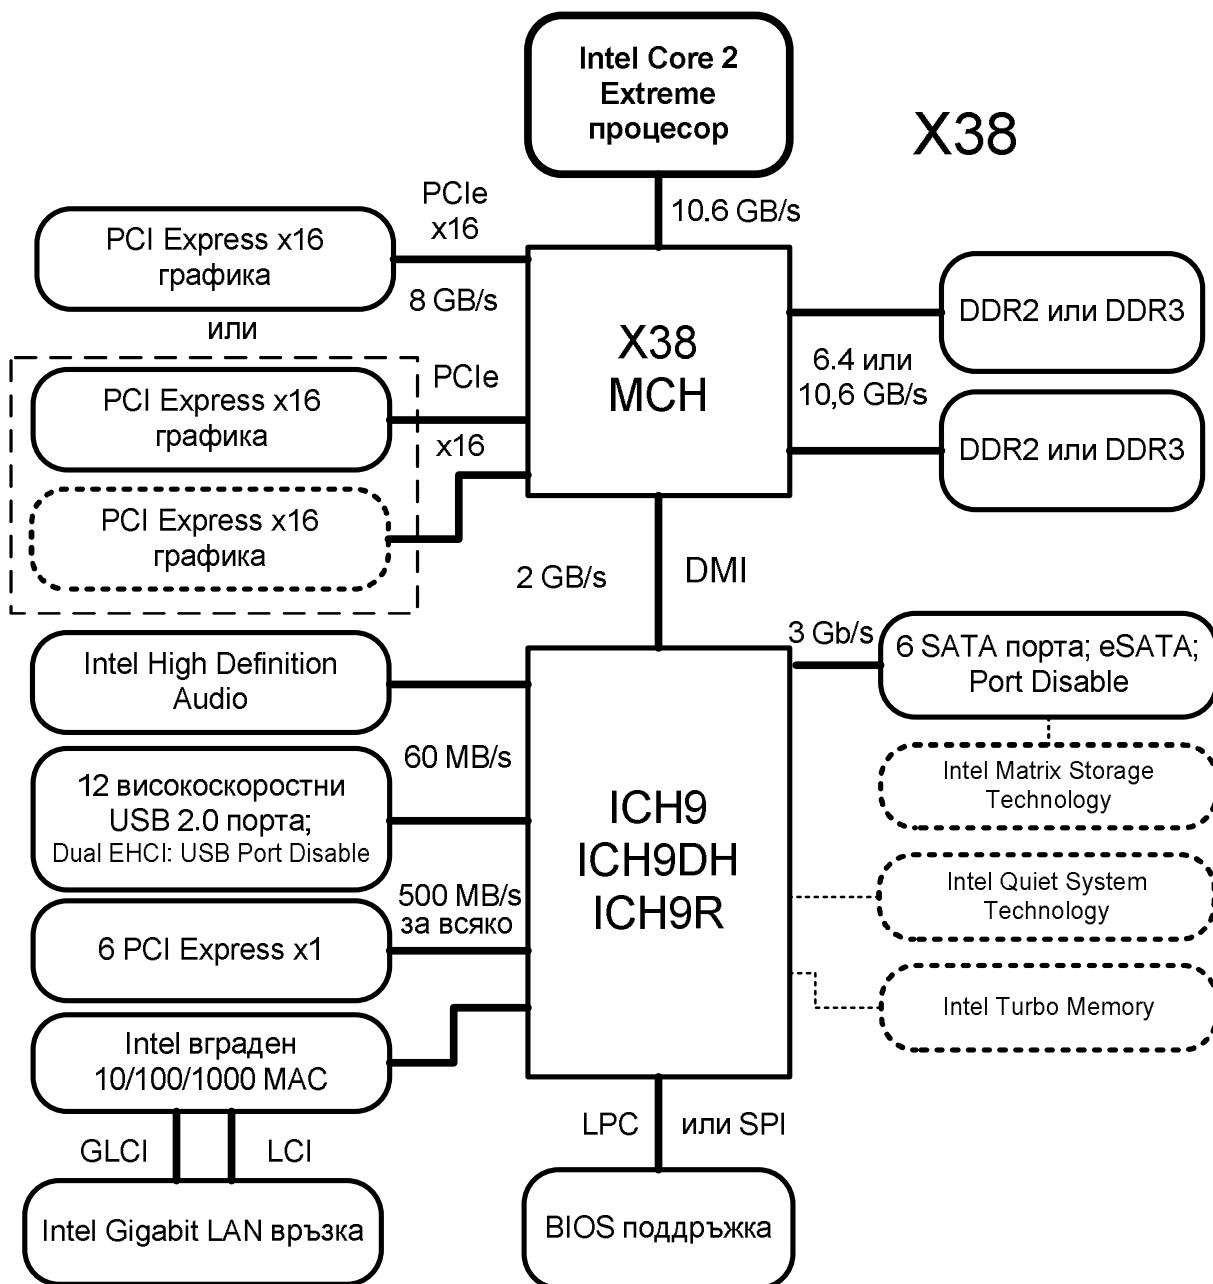 Intel Core 2
Extreme
процесор
X38
10.6 GB/s
PCIe
x16
PCI Express x16
графика
8 GB/s
или
X38
MCH
DDR2 или DDR3
6.4 или
10,6 GB/s
DDR2 или DDR3
PCIe
x16
PCI Express x16
графика
PCI Express x16
графика
2 GB/s
DMI
3 Gb/s
6 SATA порта; eSATA;
Port Disable
Intel High Definition
Audio
60 MB/s
12 високоскоростни
USB 2.0 порта;
Dual EHCI: USB Port Disable
ICH9
ICH9DH
ICH9R
Intel Matrix Storage
Technology
Intel Quiet System
Technology
Intel Turbo Memory
500 MB/s
за всяко
6 PCI Express x1
Intel вграден
10/100/1000 MAC
GLCI
LCI
Intel Gigabit LAN връзка
LPC
или SPI
BIOS поддръжка